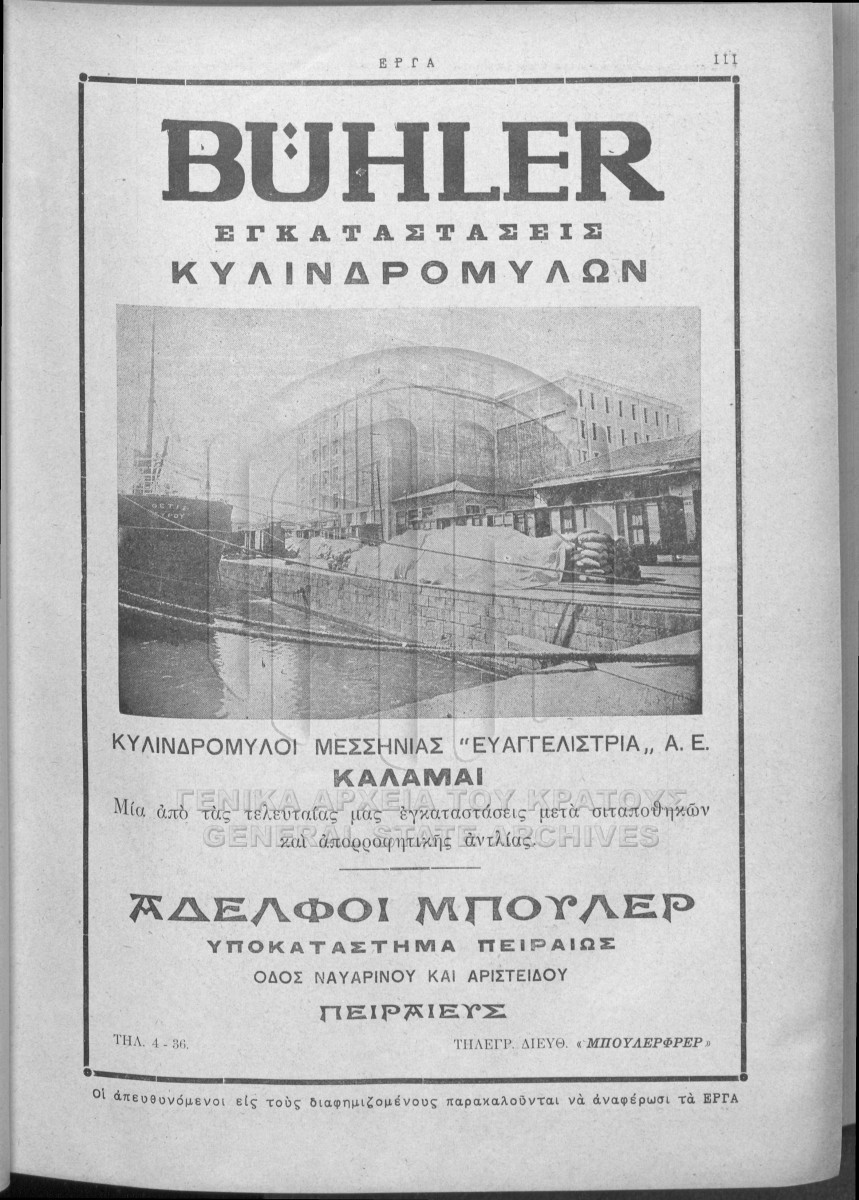 ΕΡΓΑ
III
BÜHLER
ΕΓΚΑΤΑΣΤΑΣΕΙΣ
ΚΥΛΙΝΔΡΟΜΥΛΩΝ
ΚΥΛΙΝΔΡΟΜΥΛΟΙ ΜΕΣΣΗΝΙΑΣ "ΕΥΑΓΓΕΛΙΣΤΡΙΑ„ Α. Ε.
ΚΑΛΑΜΑΙ
ΓΕΝΙΚΑ ΑΡΧΕΙΑ ΤΟΥ ΚΡΑΤΟΥΣ
Μία ἀπὸ τὰς τελευταίας μας ἐγκαταστάσεις μετὰ σιταποθηκῶν
GENERAL STATE ARCHIVES
καὶ ἀπορροφητικῆς ἀντλίας.
ΑΔΕΛΦΟΙ ΜΠΟΥΛΕΡ
ΥΠΟΚΑΤΑΣΤΗΜΑ ΠΕΙΡΑΙΩΣ
ΟΔΟΣ ΝΑΥΑΡΙΝΟΥ ΚΑΙ ΑΡΙΣΤΕΙΔΟΥ
ΠΕΙΡΑΙΕΥΣ
ΤΗΛ. 4 - 36.
ΤΗΛΕΓΡ. ΔΙΕΥΘ. «ΜΠΟΥΛΕΡΦΡΕΡ»
Οἱ ἀπευθυνόμενοι εἰς τοὺς διαφημιζομένους παρακαλοῦνται νὰ ἀναφέρωσι τὰ ΕΡΓΑ